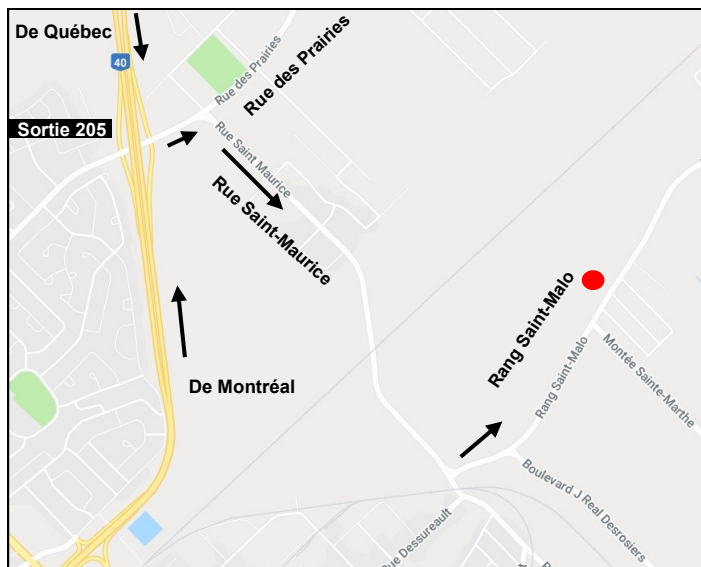 De Québec
40
Sortie 205
Rue des Prairies
Rue des Prairies
Rue Saint Maurice
Rue Saint-Maurice
De Montréal
Rang Saint-Malo
Rang Saint-Malo
Montée Sainte-Marthe
Boulevard J Real Desrosiers
Rue Dessureault